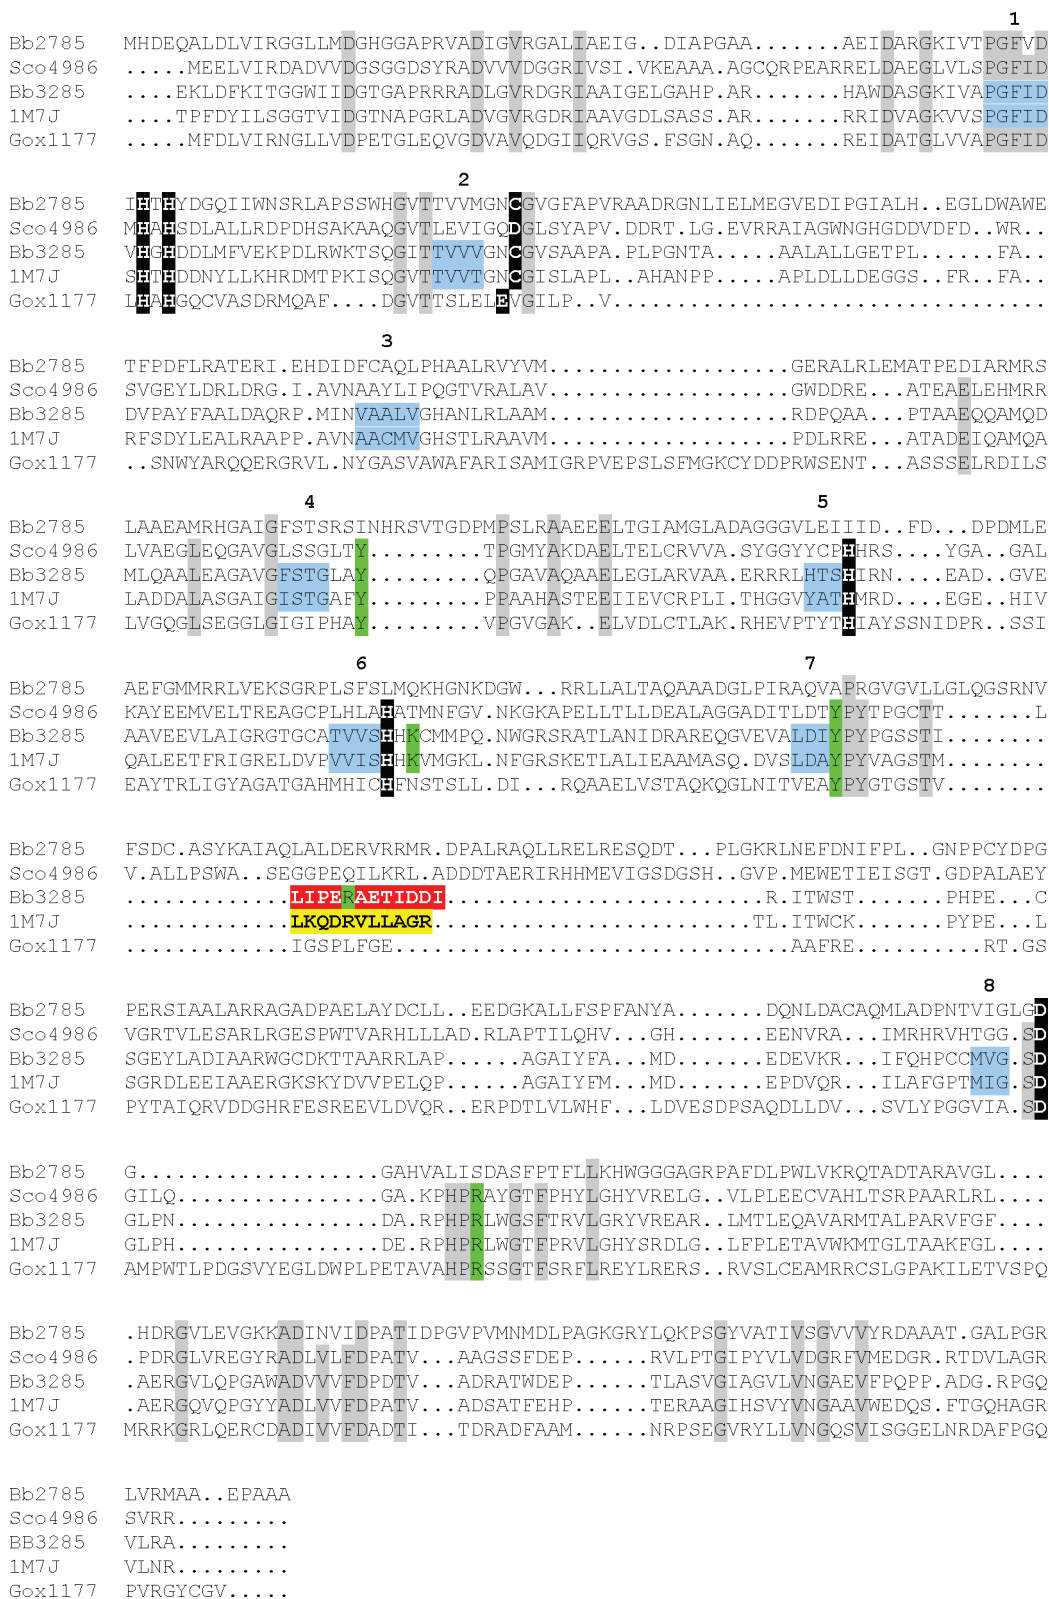 1
Bb2785 MHDEQALDLVIRGGLLMDGHGGAPRVADIGVRGALIAEIG..DIAPGAA.......AEIDARGKIVTPGFVD
Sco4986 ....MEELVIRDADVVDGSGGDSYRADVVVDGGRIVSI.VKEAAA.AGCQRPEARRELDAEGLVLSPGFID
Bb3285 ....EKLDFKITGGWIIDGTGAPRRRADLGVRDGRIAAIGELGAHP.AR.......HAWDASGKIVAPGFID
1M7J ....TPFDYILSGGTVIDGTNAPGRLADVGVRGDRIAAVGDLSASS.AR.......RRIDVAGKVVSPGFID
Gox1177 .....MFDLVIRNGLLVDPETGLEQVGDVAVQDGIIQRVGS.FSGN.AQ.......REIDATGLVVAPGFID
2
Bb2785 IHTHYDGQIIWNSRLAPSSWHGVTTVVMGNCGVGFAPVRAADRGNLIELMEGVEDIPGIALH..EGLDWAWE
Sco4986 MHAHSDLALLRDPDHSAKAAQGVTLEVIGQDGLSYAPV.DDRT.LG.EVRRAIAGWNGHGDDVDFD..WR..
Bb3285 VHGHDDLMFVEKPDLRWKTSQGITTVVVGNCGVSAAPA.PLPGNTA.....AALALLGETPL.....FA...
1M7J SHTHDDNYLLKHRDMTPKISQGVTTVVTGNCGISLAPL.AHANPP.....APLDLLDEGGS..FR.FA....
Gox1177 LHAHGQCVASDRMQAF....DGVTTSLELEVGILP..V..................................
3
Bb2785 TFPDFLRATERI.EHDIDFCAQLPHAALRVYVM...................GERALRLEMATPEDIARMRS
Sco4986 SVGEYLDRLDRG.I.AVNAAYLIPQGTVRALAV...................GWDDRE...ATEAELEHMRR
Bb3285 DVPAYFAALDAQRP.MINVAALVGHANLRLAAM...................RDPQAA...PTAAEQQAMQD
1M7J RFSDYLEALRAAPP.AVNAACMVGHSTLRAAVM...................PDLRRE...ATADEIQAMQA
Gox1177 ..SNWYARQQERGRVL.NYGASVAWAFARISAMIGRPVEPSLSFMGKCYDDPRWSENT...ASSSELRDILS
4 5
Bb2785 LAAEAMRHGAIGFSTSRSINHRSVTGDPMPSLRAAEEELTGIAMGLADAGGGVLEIIID..FD...DPDMLE
Sco4986 LVAEGLEQGAVGLSSGLTY.........TPGMYAKDAELTELCRVVA.SYGGYYCPHHRS...YGA..GAL
Bb3285 MLQAALEAGAVGFSTGLAY.........QPGAVAQAAELEGLARVAA.ERRRLHTSHIRN....EAD..GVE
1M7J LADDALASGAIGISTGAFY.........PPAAHASTEEIIEVCRPLI.THGGVYATHMRD....EGE..HIV
Gox1177 LVGQGLSEGGLGIGIPHAY.........VPGVGAK..ELVDLCTLAK.RHEVPTYTHIAYSSNIDPR..SSI
6 7
Bb2785 AEFGMMRRLVEKSGRPLSFSLMQKHGNKDGW...RRLLALTAQAAADGLPIRAQVAPRGVGVLLGLQGSRNV
Sco4986 KAYEEMVELTREAGCPLHLAHATMNFGV.NKGKAPELLTLLDEALAGGADITLDTYPYTPGCTT........L
Bb3285 AAVEEVLAIGRGTGCATVVSHHKCMMPQ.NWGRSRATLANIDRAREQGVEVALDIYPYPGSSTI........
1M7J QALEETFRIGRELDVPVVISHHKVMGKL.NFGRSKETLALIEAAMASQ.DVSLDAYPYVAGSTM........
Gox1177 EAYTRLIGYAGATGAHMHICHFNSTSLL.DI..RQAAELVSTAQKQGLNITVEAYPYGTGSTV.........
Bb2785 FSDC.ASYKAIAQLALDERVRRMR.DPALRAQLLRELRESQDT...PLGKRLNEFDNIFPL..GNPPCYDPG
Sco4986 V.ALLPSWA..SEGGPEQILKRL.ADDDTAERIRHHMEVIGSDGSH..GVP.MEWETIEISGT.GDPALAEY
Bb3285 LIPERAETIDDI.........................R.ITWST.......PHPE...C
1M7J LKQDRVLLAGR.........................TL.ITWCK.......PYPE...L
Gox1177 IGSPLFGE...............................AAFRE.........RT.GS
8
Bb2785 PERSIAALARRAGADPAELAYDCLL..EEDGKALLFSPFANYA......DQNLDACAQMLADPNTVIGLGD
Sco4986 VGRTVLESARLRGESPWTVARHLLLAD.RLAPTILQHV...GH......EENVRA...IMRHRVHTGG.SD
Bb3285 SGEYLADIAARWGCDKTTAARRLAP.....AGAIYFA...MD......EDEVKR...IFQHPCCMVG.SD
1M7J SGRDLEEIAAERGKSKYDVVPELQP.....AGAIYFM...MD......EPDVQR...ILAFGPTMIG.SD
Gox1177 PYTAIQRVDDGHRFESREEVLDVQR..ERPDTLVLWHF...LDVESDPSAQDLLDV...SVLYPGGVIA.SD
Bb2785 G...................GAHVALISDASFPTFLLKHWGGGAGRPAFDLPWLVKRQTADTARAVGL....
Sco4986 GILQ................GA.KPHPRAYGTFPHYLGHYVRELG..VLPLEECVAHLTSRPAARLRL....
Bb3285 GLPN................DA.RPHPRLWGSFTRVLGRYVREAR..LMTLEQAVARMTALPARVFGF....
1M7J GLPH................DE.RPHPRLWGTFPRVLGHYSRDLG..LFPLETAVWKMTGLTAAKFGL....
Gox1177 AMPWTLPDGSVYEGLDWPLPETAVAHPRSSGTFSRFLREYLRERS..RVSLCEAMRRCSLGPAKILETVSPQ
Bb2785 .HDRGVLEVGKKADINVIDPATIDPGVPVMNMDLPAGKGRYLQKPSGYVATIVSGVVVYRDAAAT.GALPGR
Sco4986 .PDRGLVREGYRADLVLFDPATV...AAGSSFDEP......RVLPTGIPYVLVDGRFVMEDGR.RTDVLAGR
Bb3285 .AERGVLQPGAWADVVVFDPDTV...ADRATWDEP......TLASVGIAGVLVNGAEVFPQPP.ADG.RPGQ
1M7J .AERGQVQPGYYADLVVFDPATV...ADSATFEHP......TERAAGIHSVYVNGAAVWEDQS.FTGQHAGR
Gox1177 MRRKGRLQERCDADIVVFDADTI...TDRADFAAM......NRPSEGVRYLLVNGQSVISGGELNRDAFPGQ
Bb2785 LVRMAA..EPAAA
Sco4986 SVRR.........
BB3285 VLRA.........
1M7J VLNR.........
Gox1177 PVRGYCGV.....